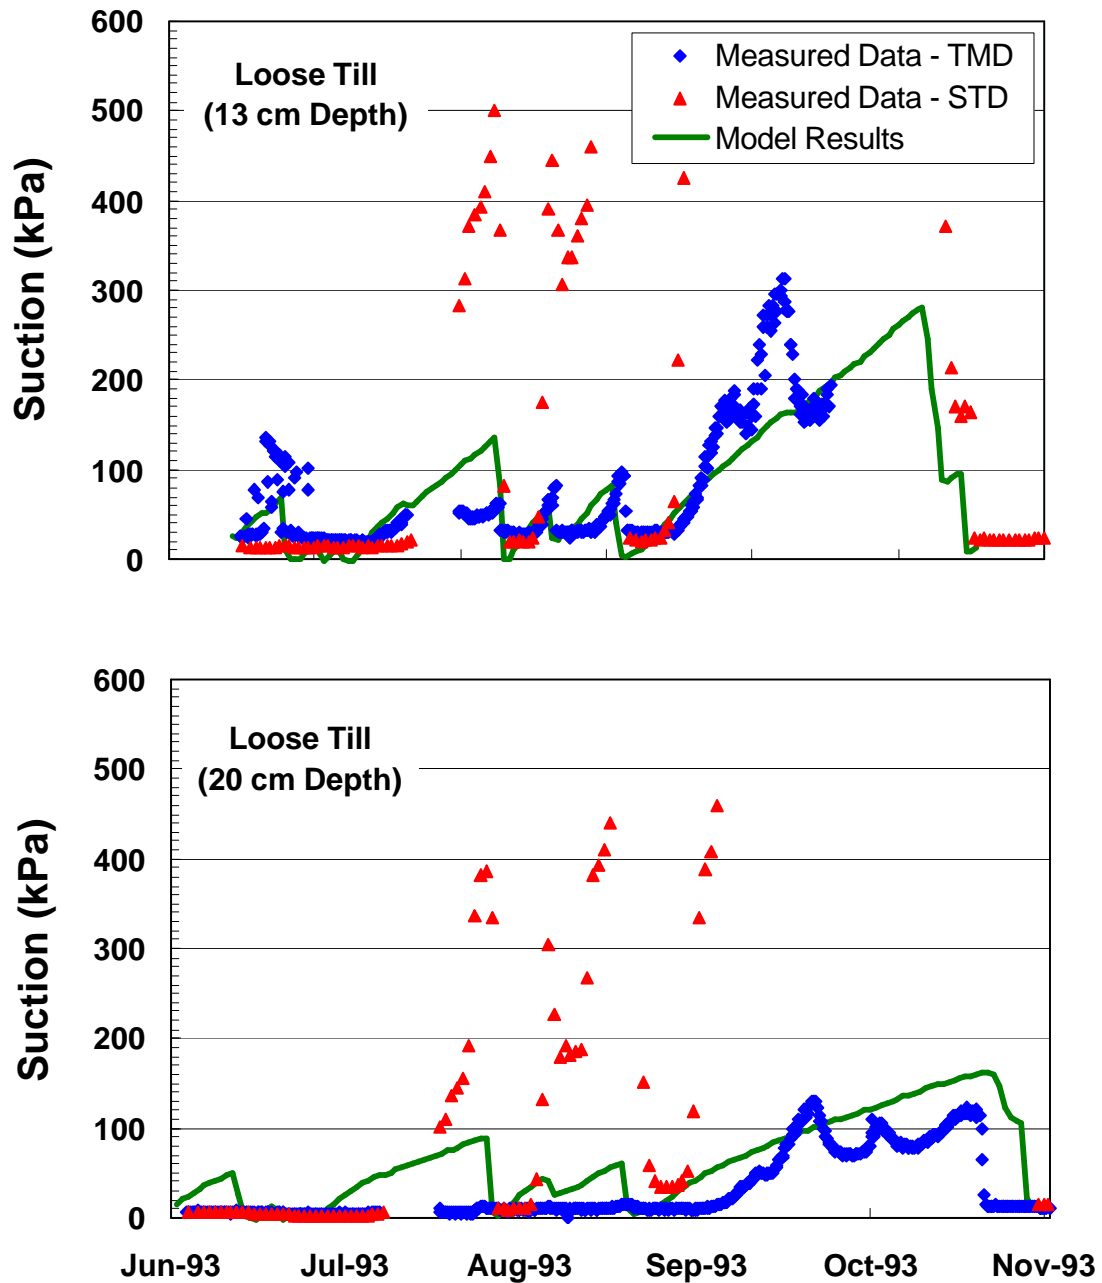 600
500
400
300
200
100
0
Suction (kPa)
Loose Till
(13 cm Depth)
Measured Data - TMD
Measured Data - STD
Model Results
600
500
400
300
200
100
0
Suction (kPa)
Loose Till
(20 cm Depth)
Jun-93 Jul-93 Aug-93 Sep-93 Oct-93 Nov-93